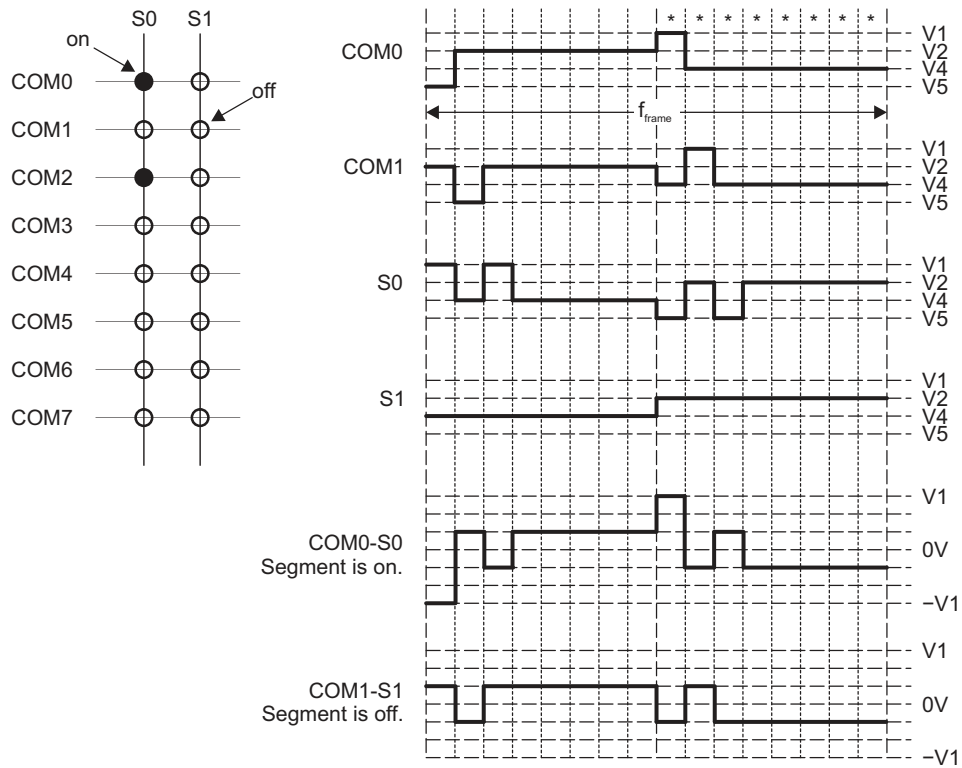 S0 S1
on
off
COM0
COM1
COM2
COM3
COM4
COM5
COM6
COM7
* * * * * * * *
COM0
V1
V2
V4
V5
fframe
COM1
V1
V2
V4
V5
S0
V1
V2
V4
V5
S1
V1
V2
V4
V5
COM0-S0
Segment is on.
V1
0V
−V1
COM1-S1
Segment is off.
V1
0V
−V1